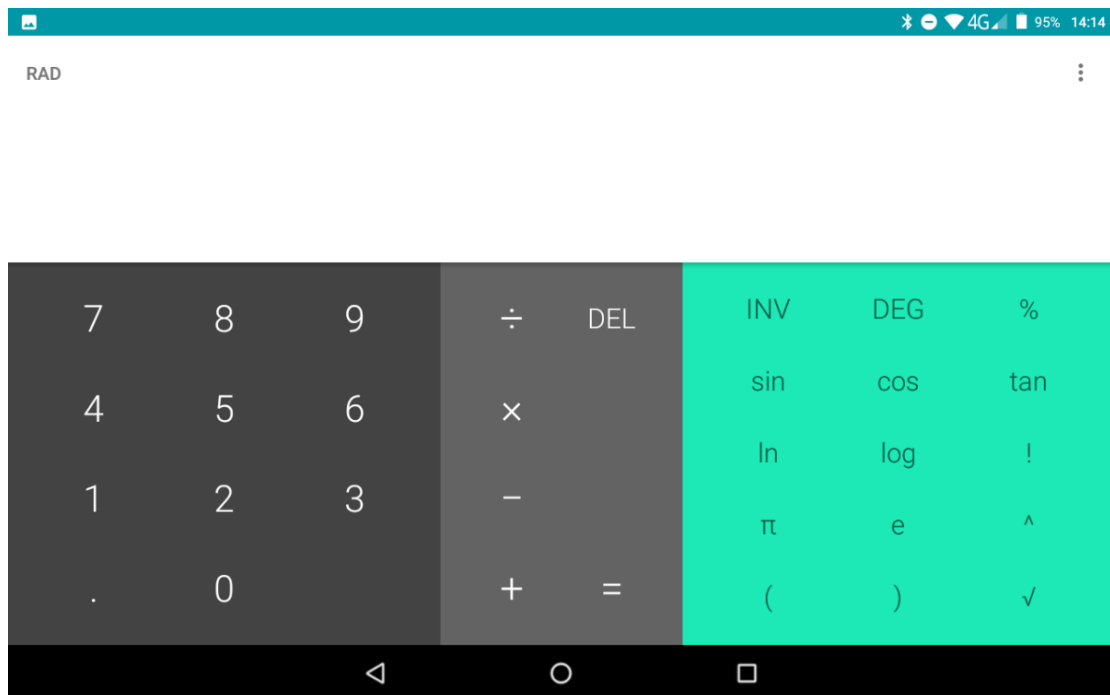 4G 95% 14:14
RAD
7 8 9 ÷ DEL INV DEG %
4 5 6 × sin cos tan
1 2 3 − ln log !
. 0 + = π e ^
( ) √